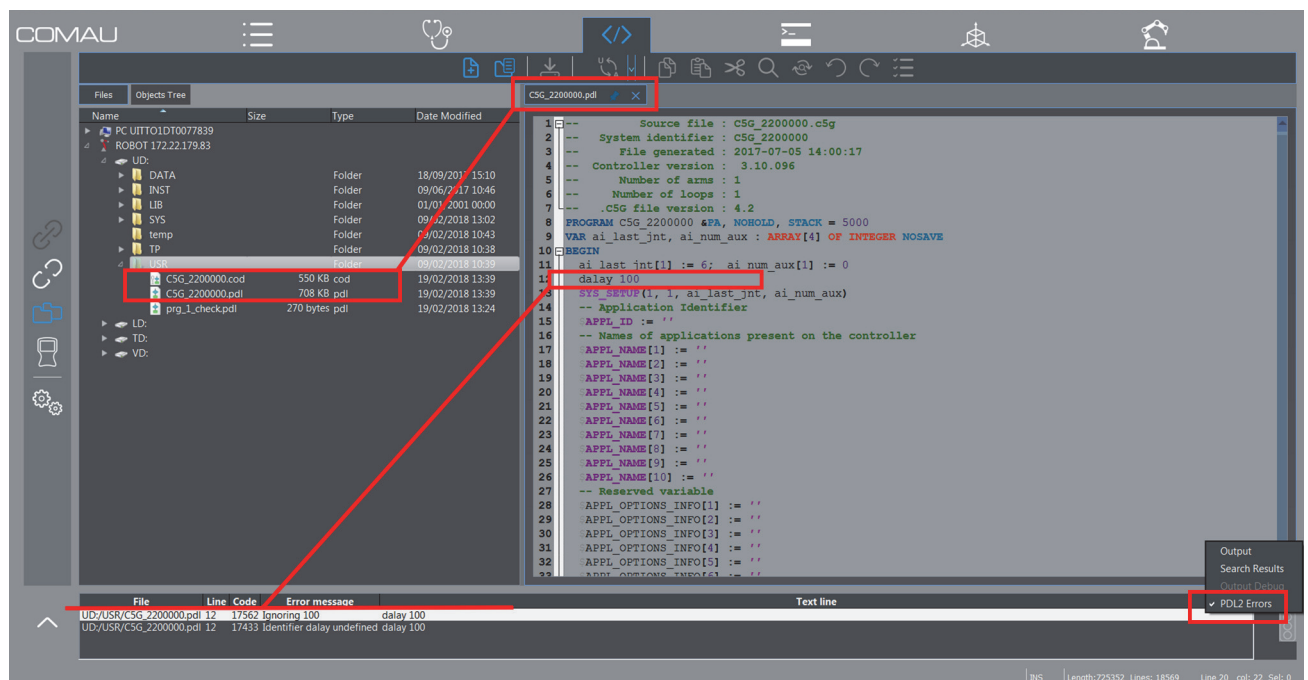 COMAU
Files Objects Tree
Name Size Type Date Modified
PC UITTO1DT0077839
ROBOT 172.22.179.83
UD:
DATA Folder 18/09/2017 15:10
INST Folder 09/06/2017 10:46
LIB Folder 01/01/2001 00:00
SYS Folder 09/02/2018 13:02
temp Folder 09/02/2018 10:43
TP Folder 09/02/2018 10:38
USR Folder 09/02/2018 10:39
C5G_2200000.cod 550 KB cod 19/02/2018 13:39
C5G_2200000.pdl 708 KB pdl 19/02/2018 13:39
prg_1_check.pdl 270 bytes pdl 19/02/2018 13:24
LD:
TD:
VD:
C5G_2200000.pdl
1 -- Source file : C5G_2200000.c5g
2 -- System identifier : C5G_2200000
3 -- File generated : 2017-07-05 14:00:17
4 -- Controller version : 3.10.096
5 -- Number of arms : 1
6 -- Number of loops : 1
7 -- .C5G file version : 4.2
8 PROGRAM C5G_2200000 &PA, NOHOLD, STACK = 5000
9 VAR ai_last_jnt, ai_num_aux : ARRAY[4] OF INTEGER NOSAVE
10 BEGIN
11 ai_last_jnt[1] := 6; ai_num_aux[1] := 0
12 dalay 100
13 SYS_SETUP(1, 1, ai_last_jnt, ai_num_aux)
14 -- Application Identifier
15 $APPL_ID := ''
16 -- Names of applications present on the controller
17 $APPL_NAME[1] := ''
18 $APPL_NAME[2] := ''
19 $APPL_NAME[3] := ''
20 $APPL_NAME[4] := ''
21 $APPL_NAME[5] := ''
22 $APPL_NAME[6] := ''
23 $APPL_NAME[7] := ''
24 $APPL_NAME[8] := ''
25 $APPL_NAME[9] := ''
26 $APPL_NAME[10] := ''
27 -- Reserved variable
28 $APPL_OPTIONS_INFO[1] := ''
29 $APPL_OPTIONS_INFO[2] := ''
30 $APPL_OPTIONS_INFO[3] := ''
31 $APPL_OPTIONS_INFO[4] := ''
32 $APPL_OPTIONS_INFO[5] := ''
33 $APPL_OPTIONS_INFO[6] := ''
Output
Search Results
Output Debug
PDL2 Errors
File Line Code Error message Text line
UD:/USR/C5G_2200000.pdl 12 17562 Ignoring 100 dalay 100
UD:/USR/C5G_2200000.pdl 12 17433 Identifier dalay undefined dalay 100
INS Length:725352 Lines: 18569 Line 20 col: 22 Sel: 0